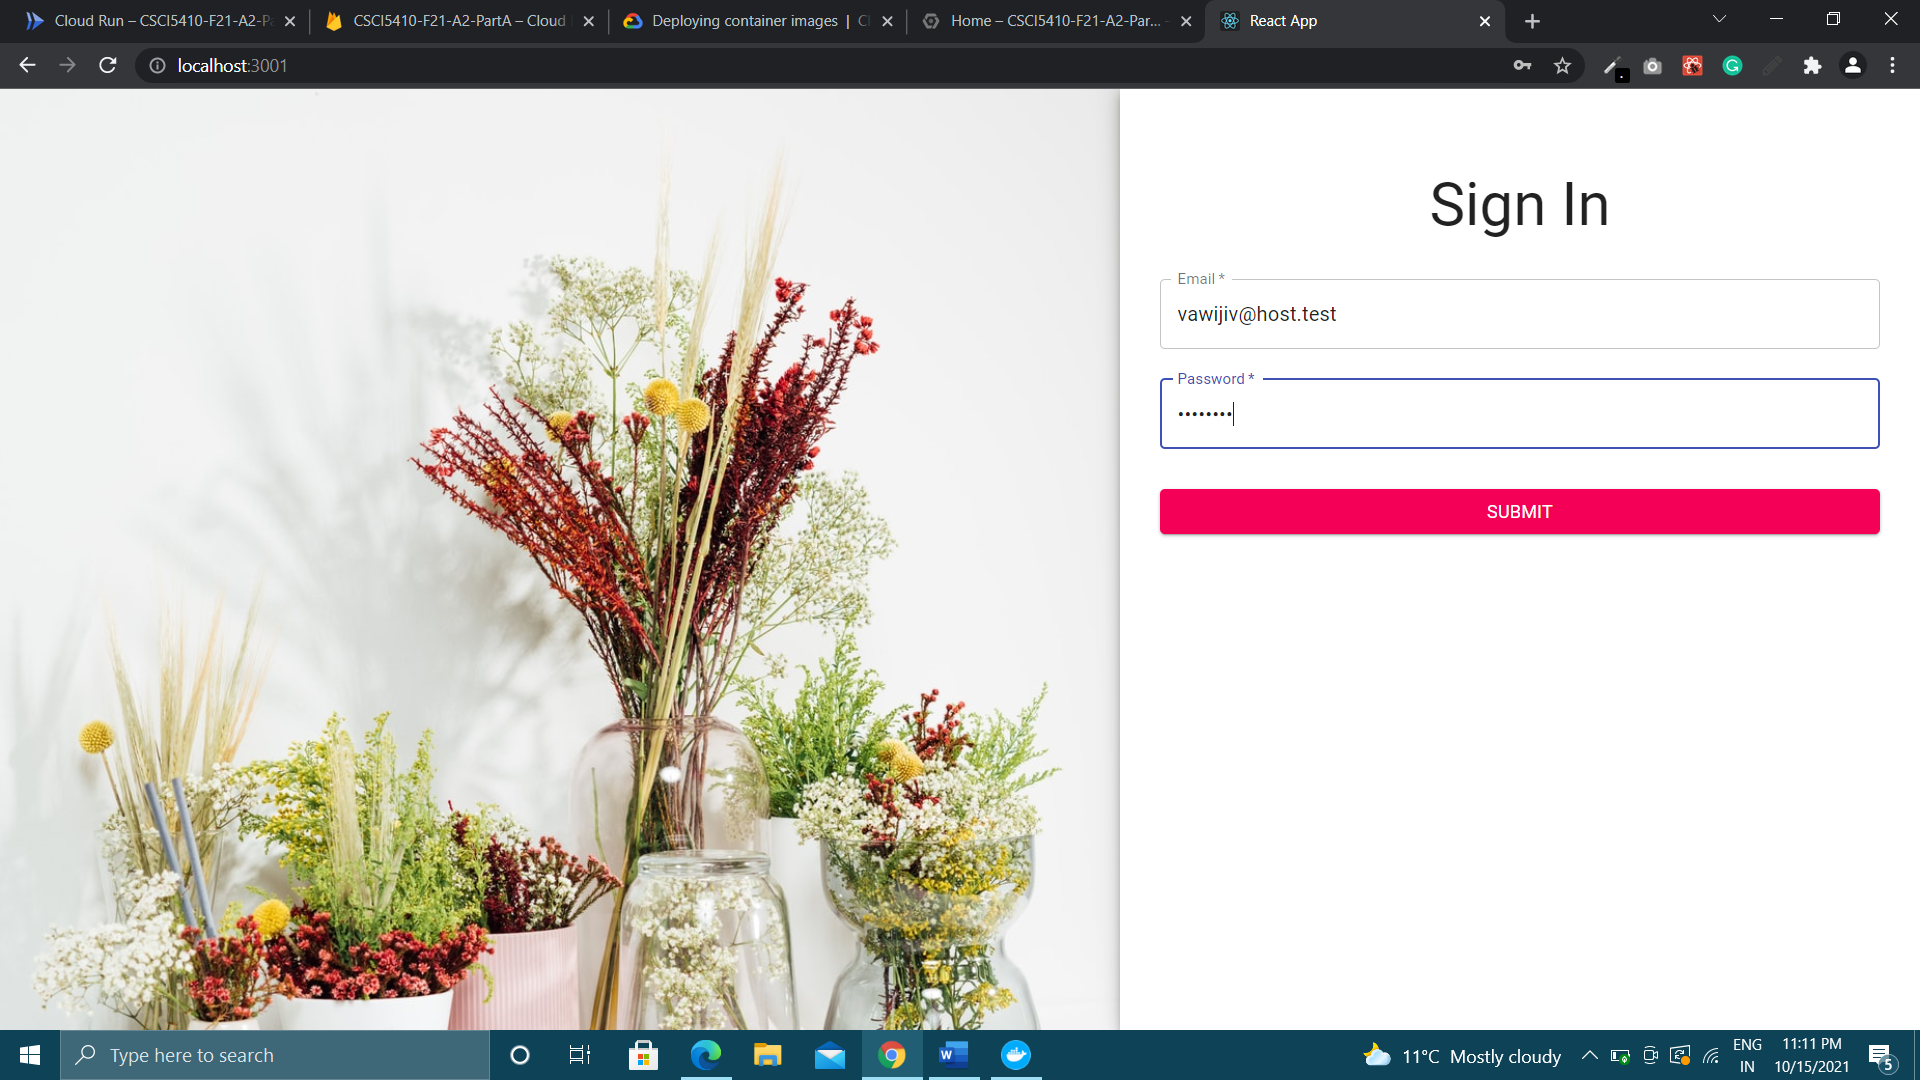 Cloud Run – CSCI5410-F21-A2-Pa
CSCI5410-F21-A2-PartA – Cloud
Deploying container images | Cl
Home – CSCI5410-F21-A2-Par...
React App
localhost:3001
Sign In
Email *
vawijiv@host.test
Password *
••••••••
SUBMIT
Type here to search
11°C Mostly cloudy
ENG
IN
11:11 PM
10/15/2021
5